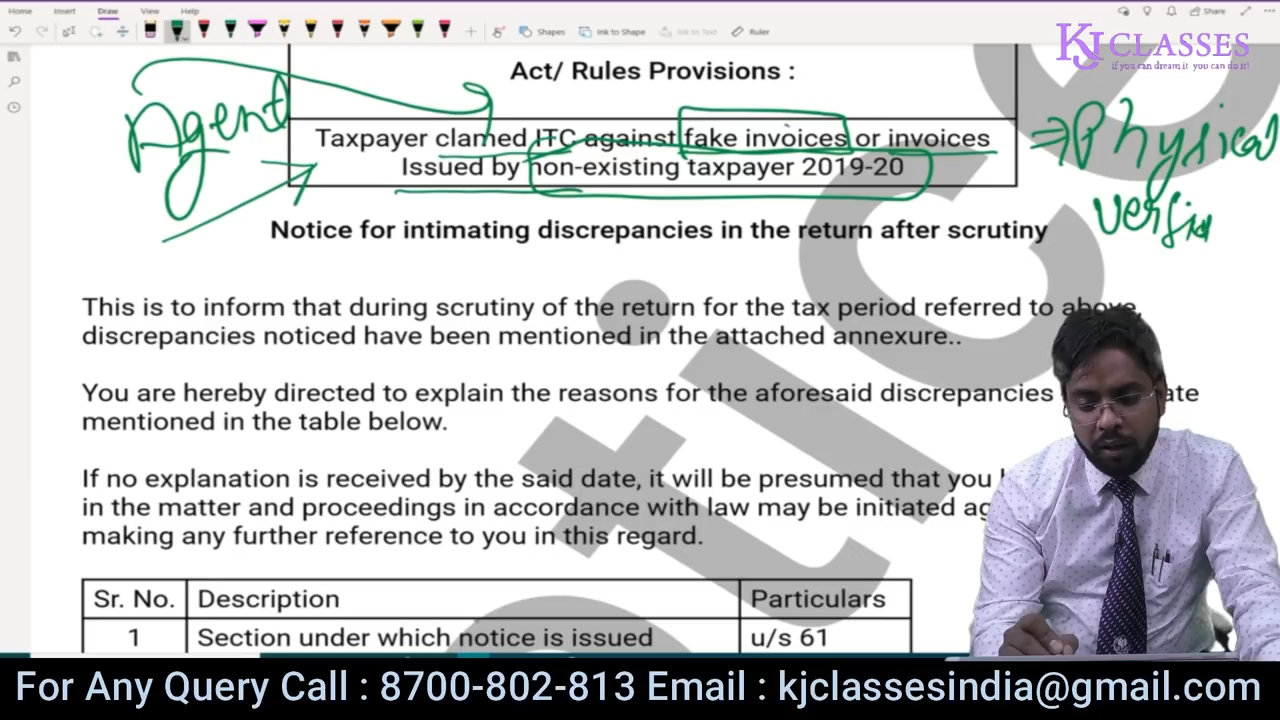 Home Insert Draw View Help
Share
Shapes Ink to Shape Ink to Text Ruler
KJ CLASSES
if you can dream it you can do it!
Act/ Rules Provisions :
Agent
Taxpayer clamed ITC against fake invoices or invoices
Issued by non-existing taxpayer 2019-20
Physical
Notice for intimating discrepancies in the return after scrutiny
This is to inform that during scrutiny of the return for the tax period referred to above,
discrepancies noticed have been mentioned in the attached annexure..
You are hereby directed to explain the reasons for the aforesaid discrepancies
mentioned in the table below.
If no explanation is received by the said date, it will be presumed that you
in the matter and proceedings in accordance with law may be initiated
making any further reference to you in this regard.
Sr. No. Description Particulars
1 Section under which notice is issued u/s 61
For Any Query Call : 8700-802-813 Email : kjclassesindia@gmail.com